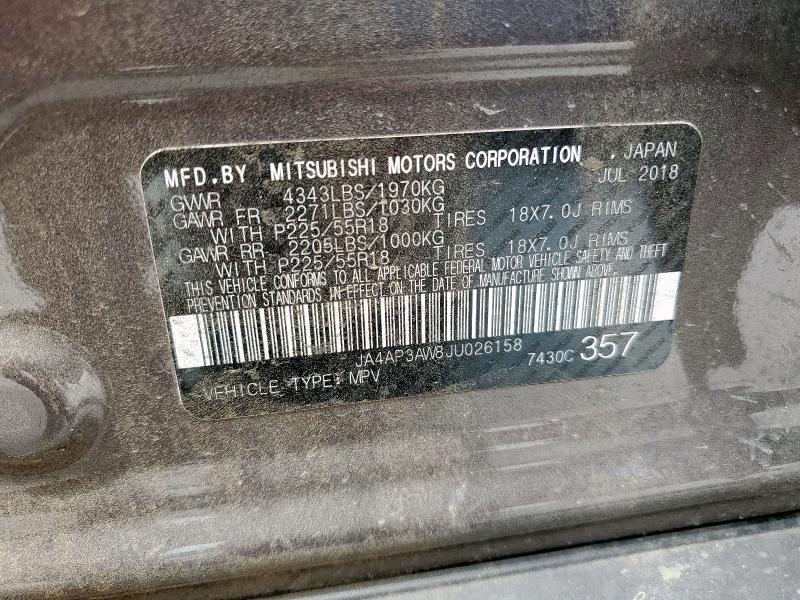 MFD.BY MITSUBISHI MOTORS CORPORATION , JAPAN
JUL 2018
GVWR 4343LBS/1970KG
GAWR FR 2271LBS/1030KG
WITH P225/55R18 TIRES 18X7.0J RIMS
GAWR RR 2205LBS/1000KG
WITH P225/55R18 TIRES 18X7.0J RIMS
THIS VEHICLE CONFORMS TO ALL APPLICABLE FEDERAL MOTOR VEHICLE SAFETY AND THEFT
PREVENTION STANDARDS IN EFFECT ON THE DATE OF MANUFACTURE SHOWN ABOVE.
JA4AP3AW8JU026158 7430C 357
VEHICLE TYPE: MPV